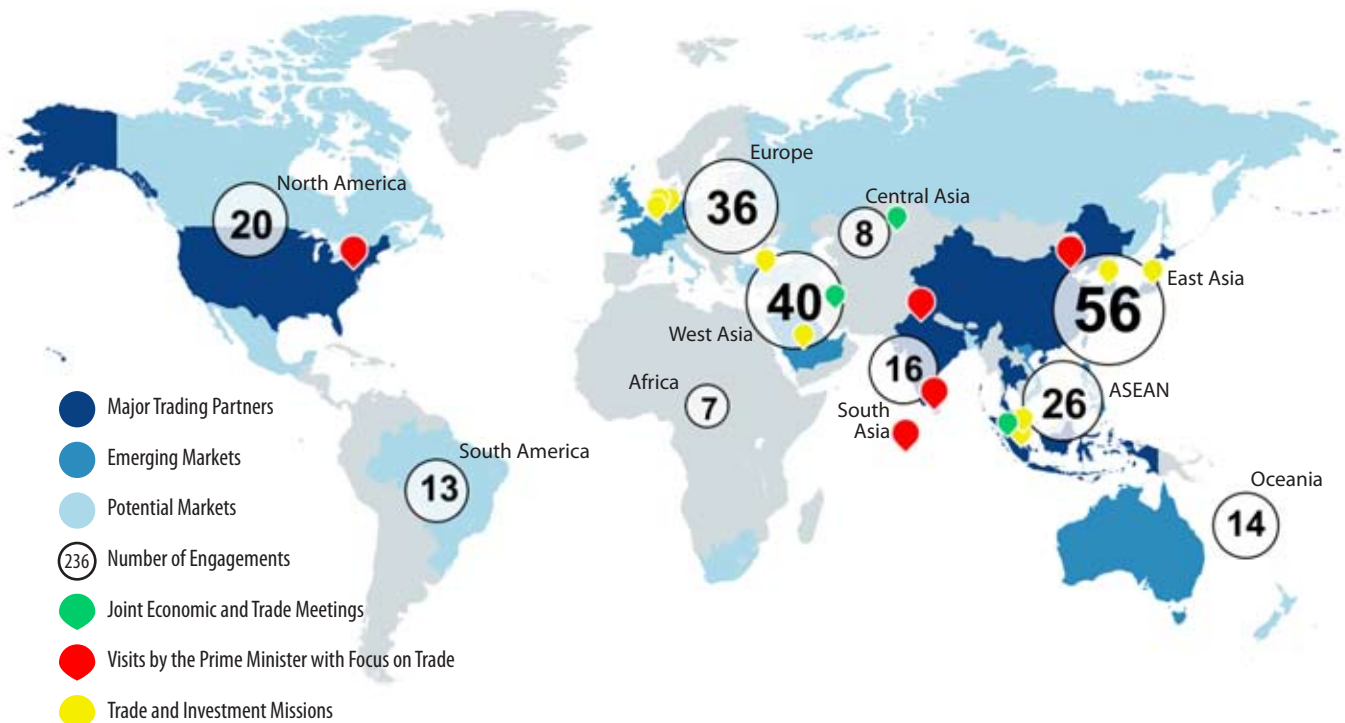 Europe
North America
Central Asia
36
20
8
East Asia
40
56
West Asia
16
Africa
ASEAN
7
26
South
Asia
Major Trading Partners
Emerging Markets
South America
Oceania
13
Potential Markets
14
236 Number of Engagements
Joint Economic and Trade Meetings
Visits by the Prime Minister with Focus on Trade
Trade and Investment Missions